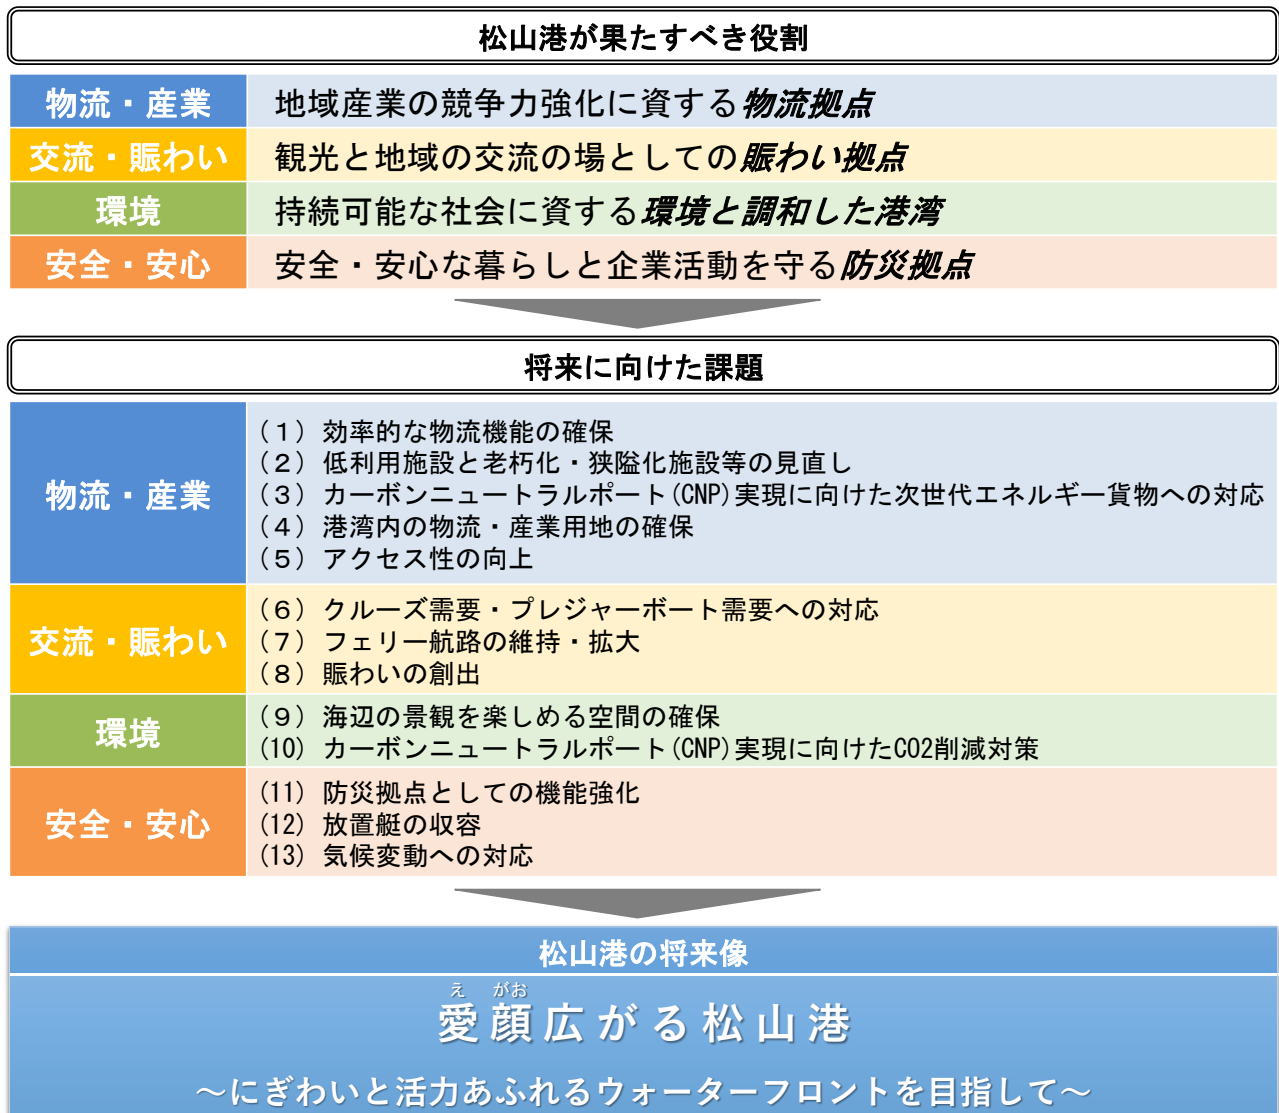 松山港が果たすべき役割
物流・産業 地域産業の競争力強化に資する物流拠点
交流・賑わい 観光と地域の交流の場としての賑わい拠点
環境 持続可能な社会に資する環境と調和した港湾
安全・安心 安全・安心な暮らしと企業活動を守る防災拠点
将来に向けた課題
物流・産業
（１）効率的な物流機能の確保
（２）低利用施設と老朽化・狭隘化施設等の見直し
（３）カーボンニュートラルポート(CNP)実現に向けた次世代エネルギー貨物への対応
（４）港湾内の物流・産業用地の確保
（５）アクセス性の向上
交流・賑わい
（６）クルーズ需要・プレジャーボート需要への対応
（７）フェリー航路の維持・拡大
（８）賑わいの創出
環境
（９）海辺の景観を楽しめる空間の確保
(10) カーボンニュートラルポート(CNP)実現に向けたCO2削減対策
安全・安心
(11) 防災拠点としての機能強化
(12) 放置艇の収容
(13) 気候変動への対応
松山港の将来像
え がお
愛顔広がる松山港
～にぎわいと活力あふれるウォーターフロントを目指して～